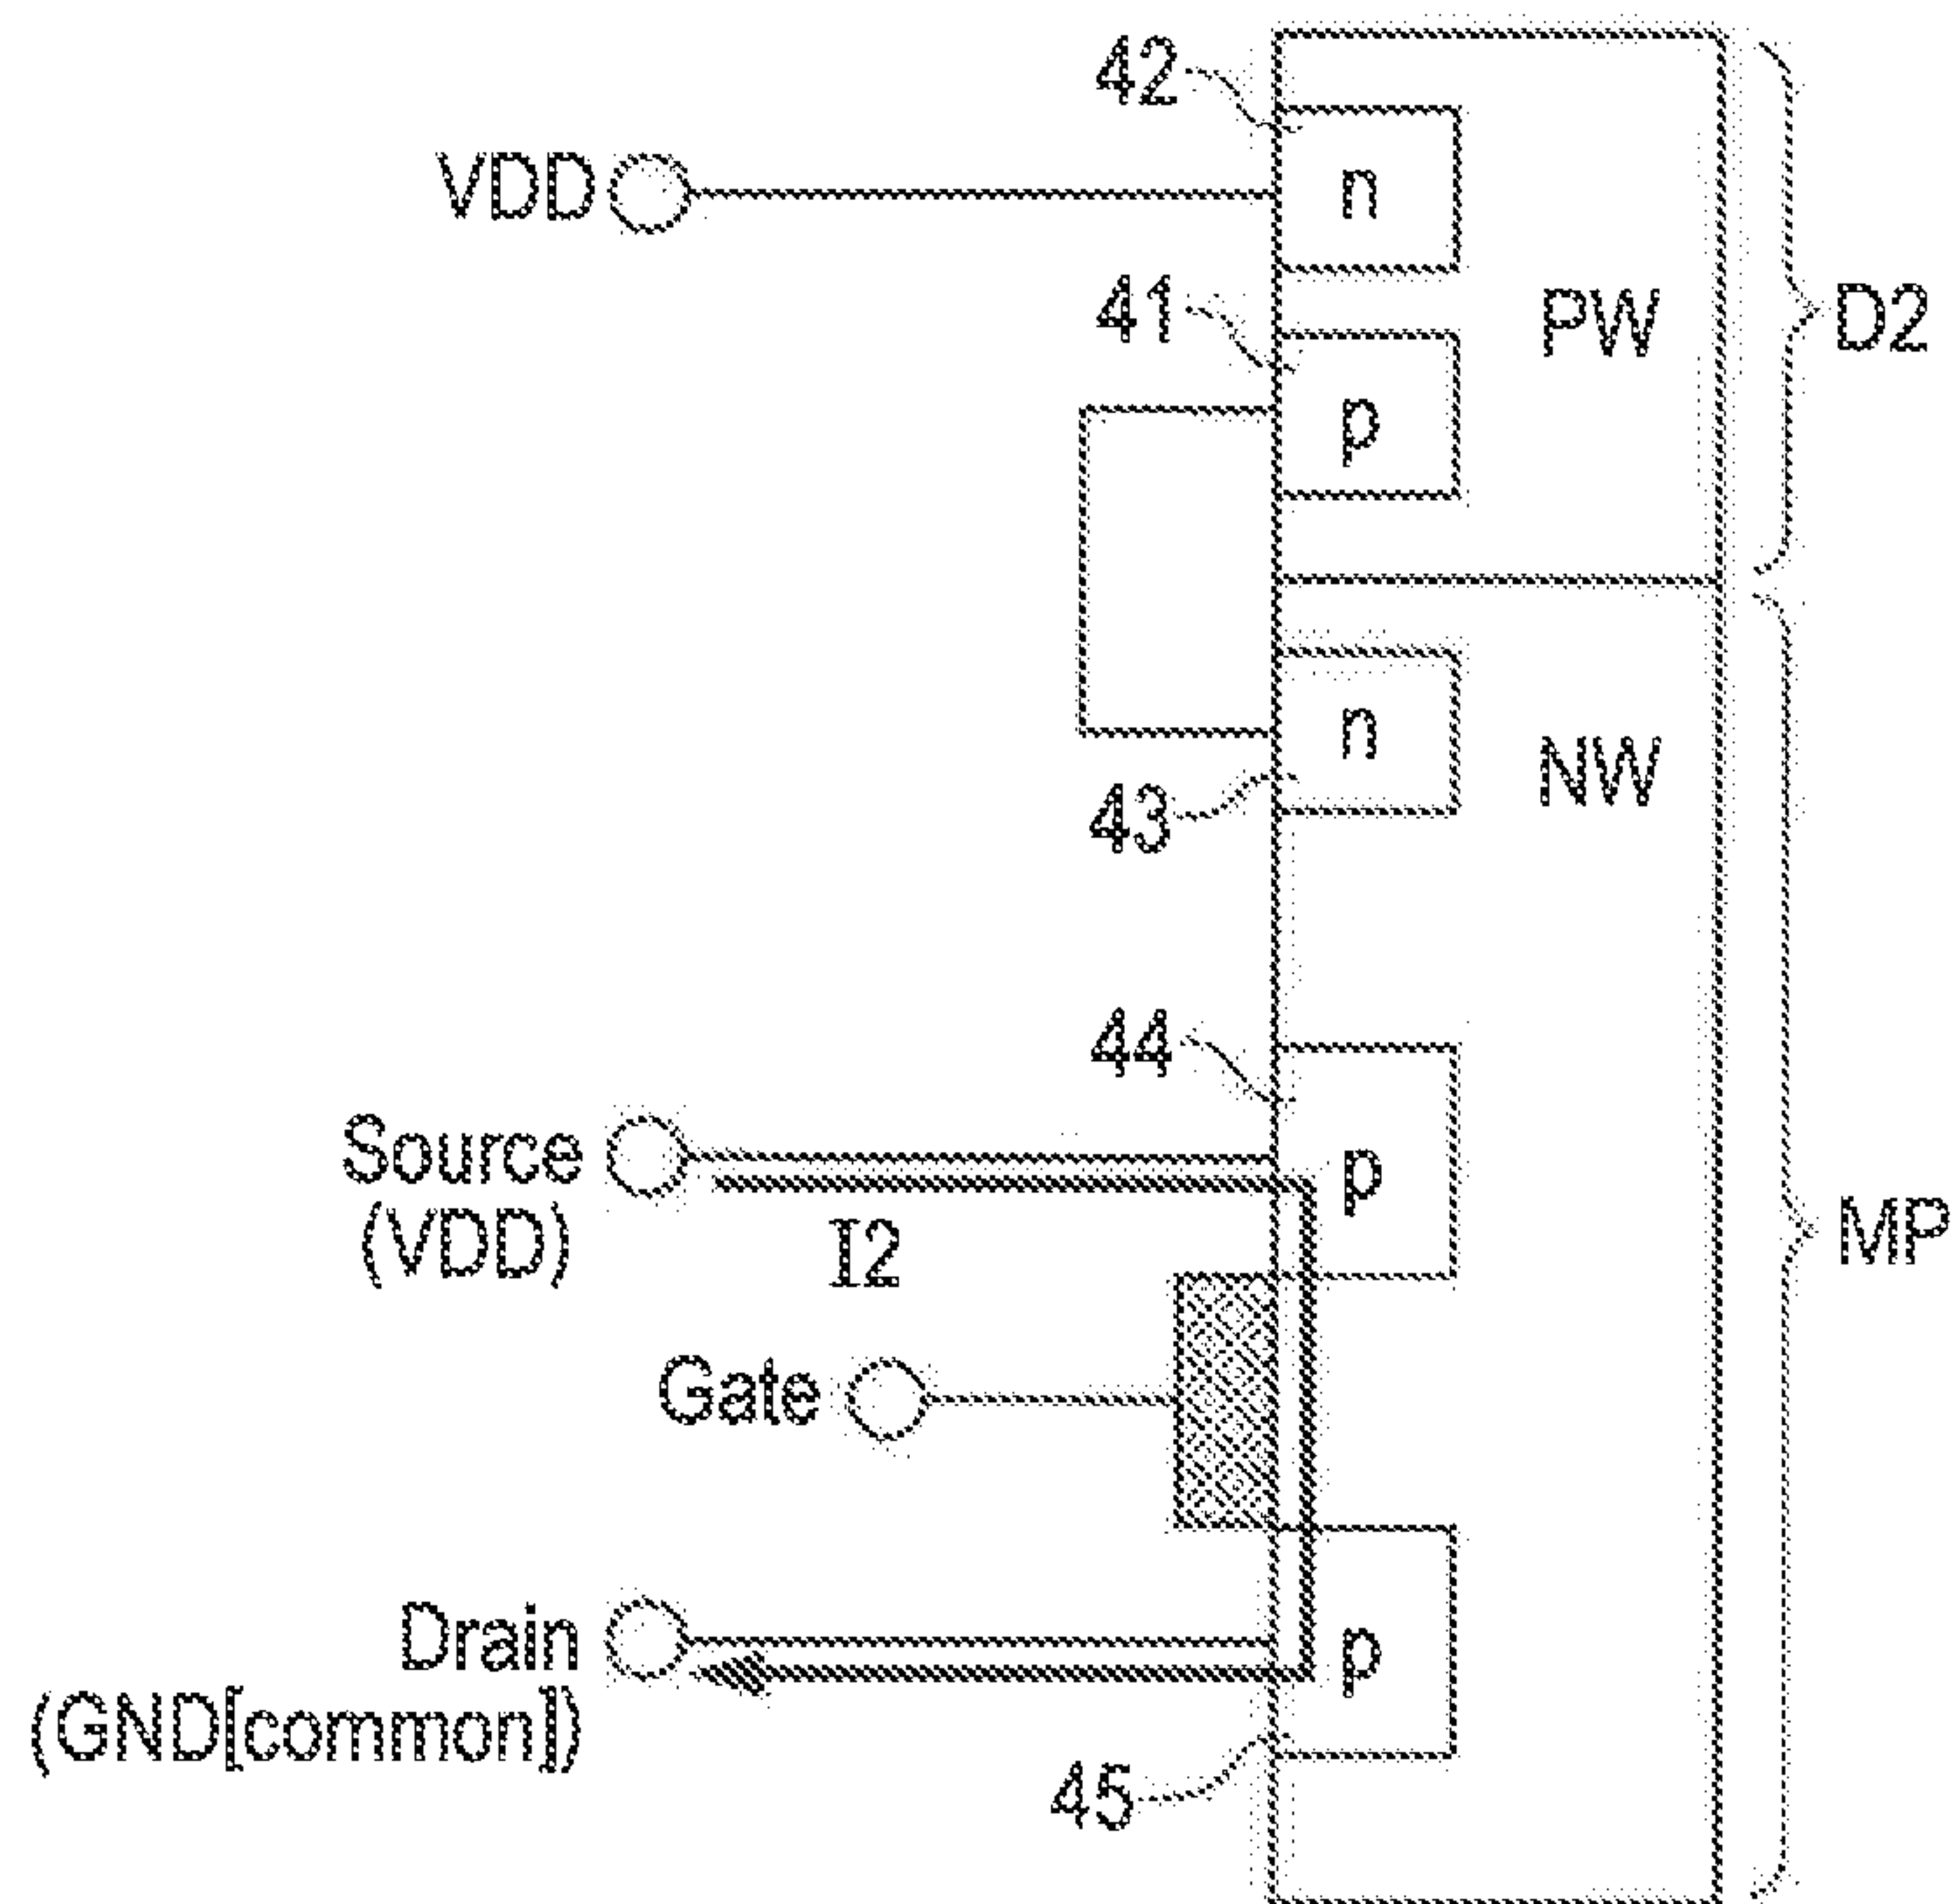 42
VDD
n
41
PW
D2
p
n
NW
43
44
Source
(VDD)
p
I2
MP
Gate
Drain
(GND[common])
p
45